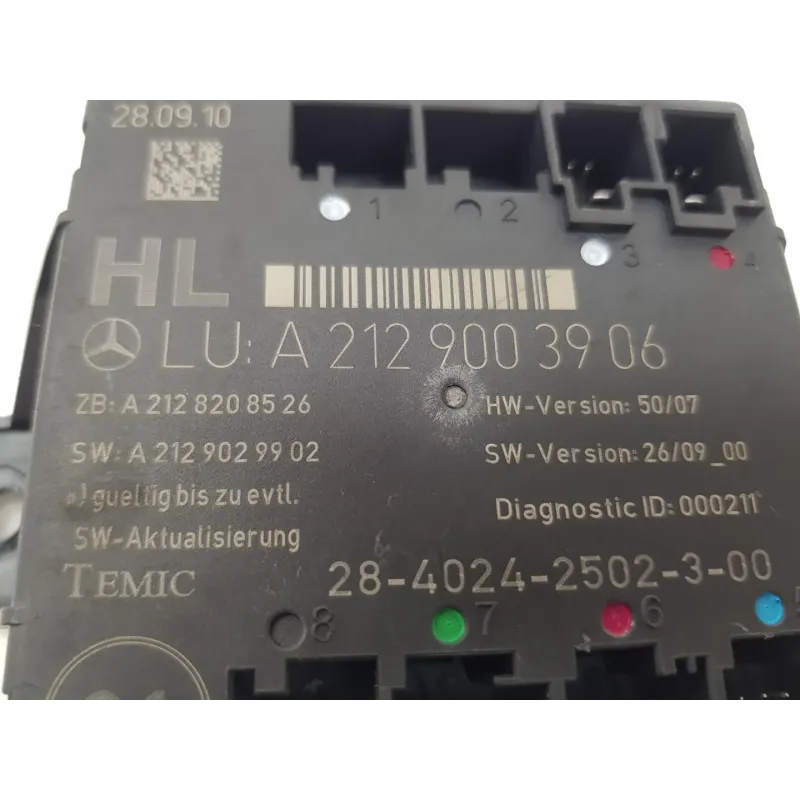 28.09.10
1 2
3 4
HL
LU: A 212 900 39 06
ZB: A 212 820 85 26
HW-Version: 50/07
SW: A 212 902 99 02
SW-Version: 26/09_00
*) gueltig bis zu evtl.
Diagnostic ID: 000211*
SW-Aktualisierung
TEMIC
28-4024-2502-3-00
8 7 6 5